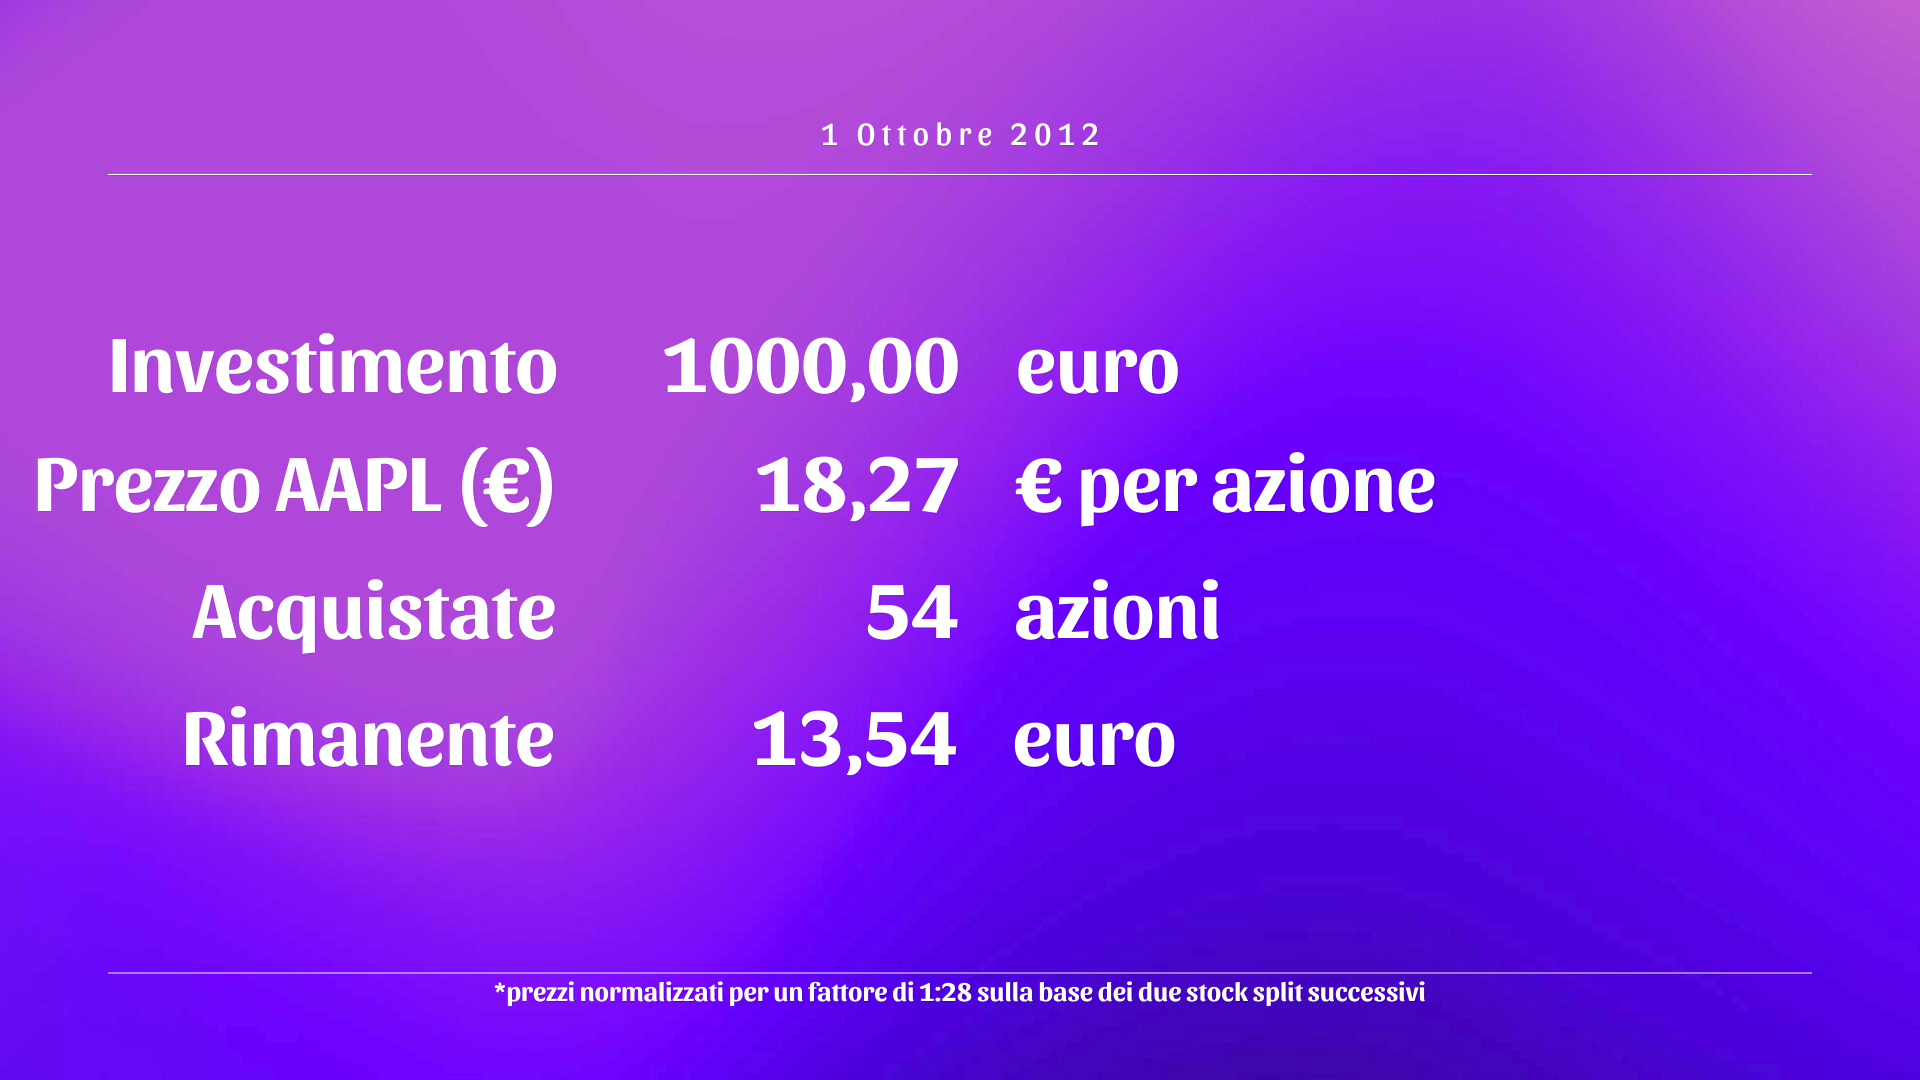 1 Ottobre 2012
Investimento 1000,00 euro
Prezzo AAPL (€) 18,27 € per azione
Acquistate 54 azioni
Rimanente 13,54 euro
*prezzi normalizzati per un fattore di 1:28 sulla base dei due stock split successivi